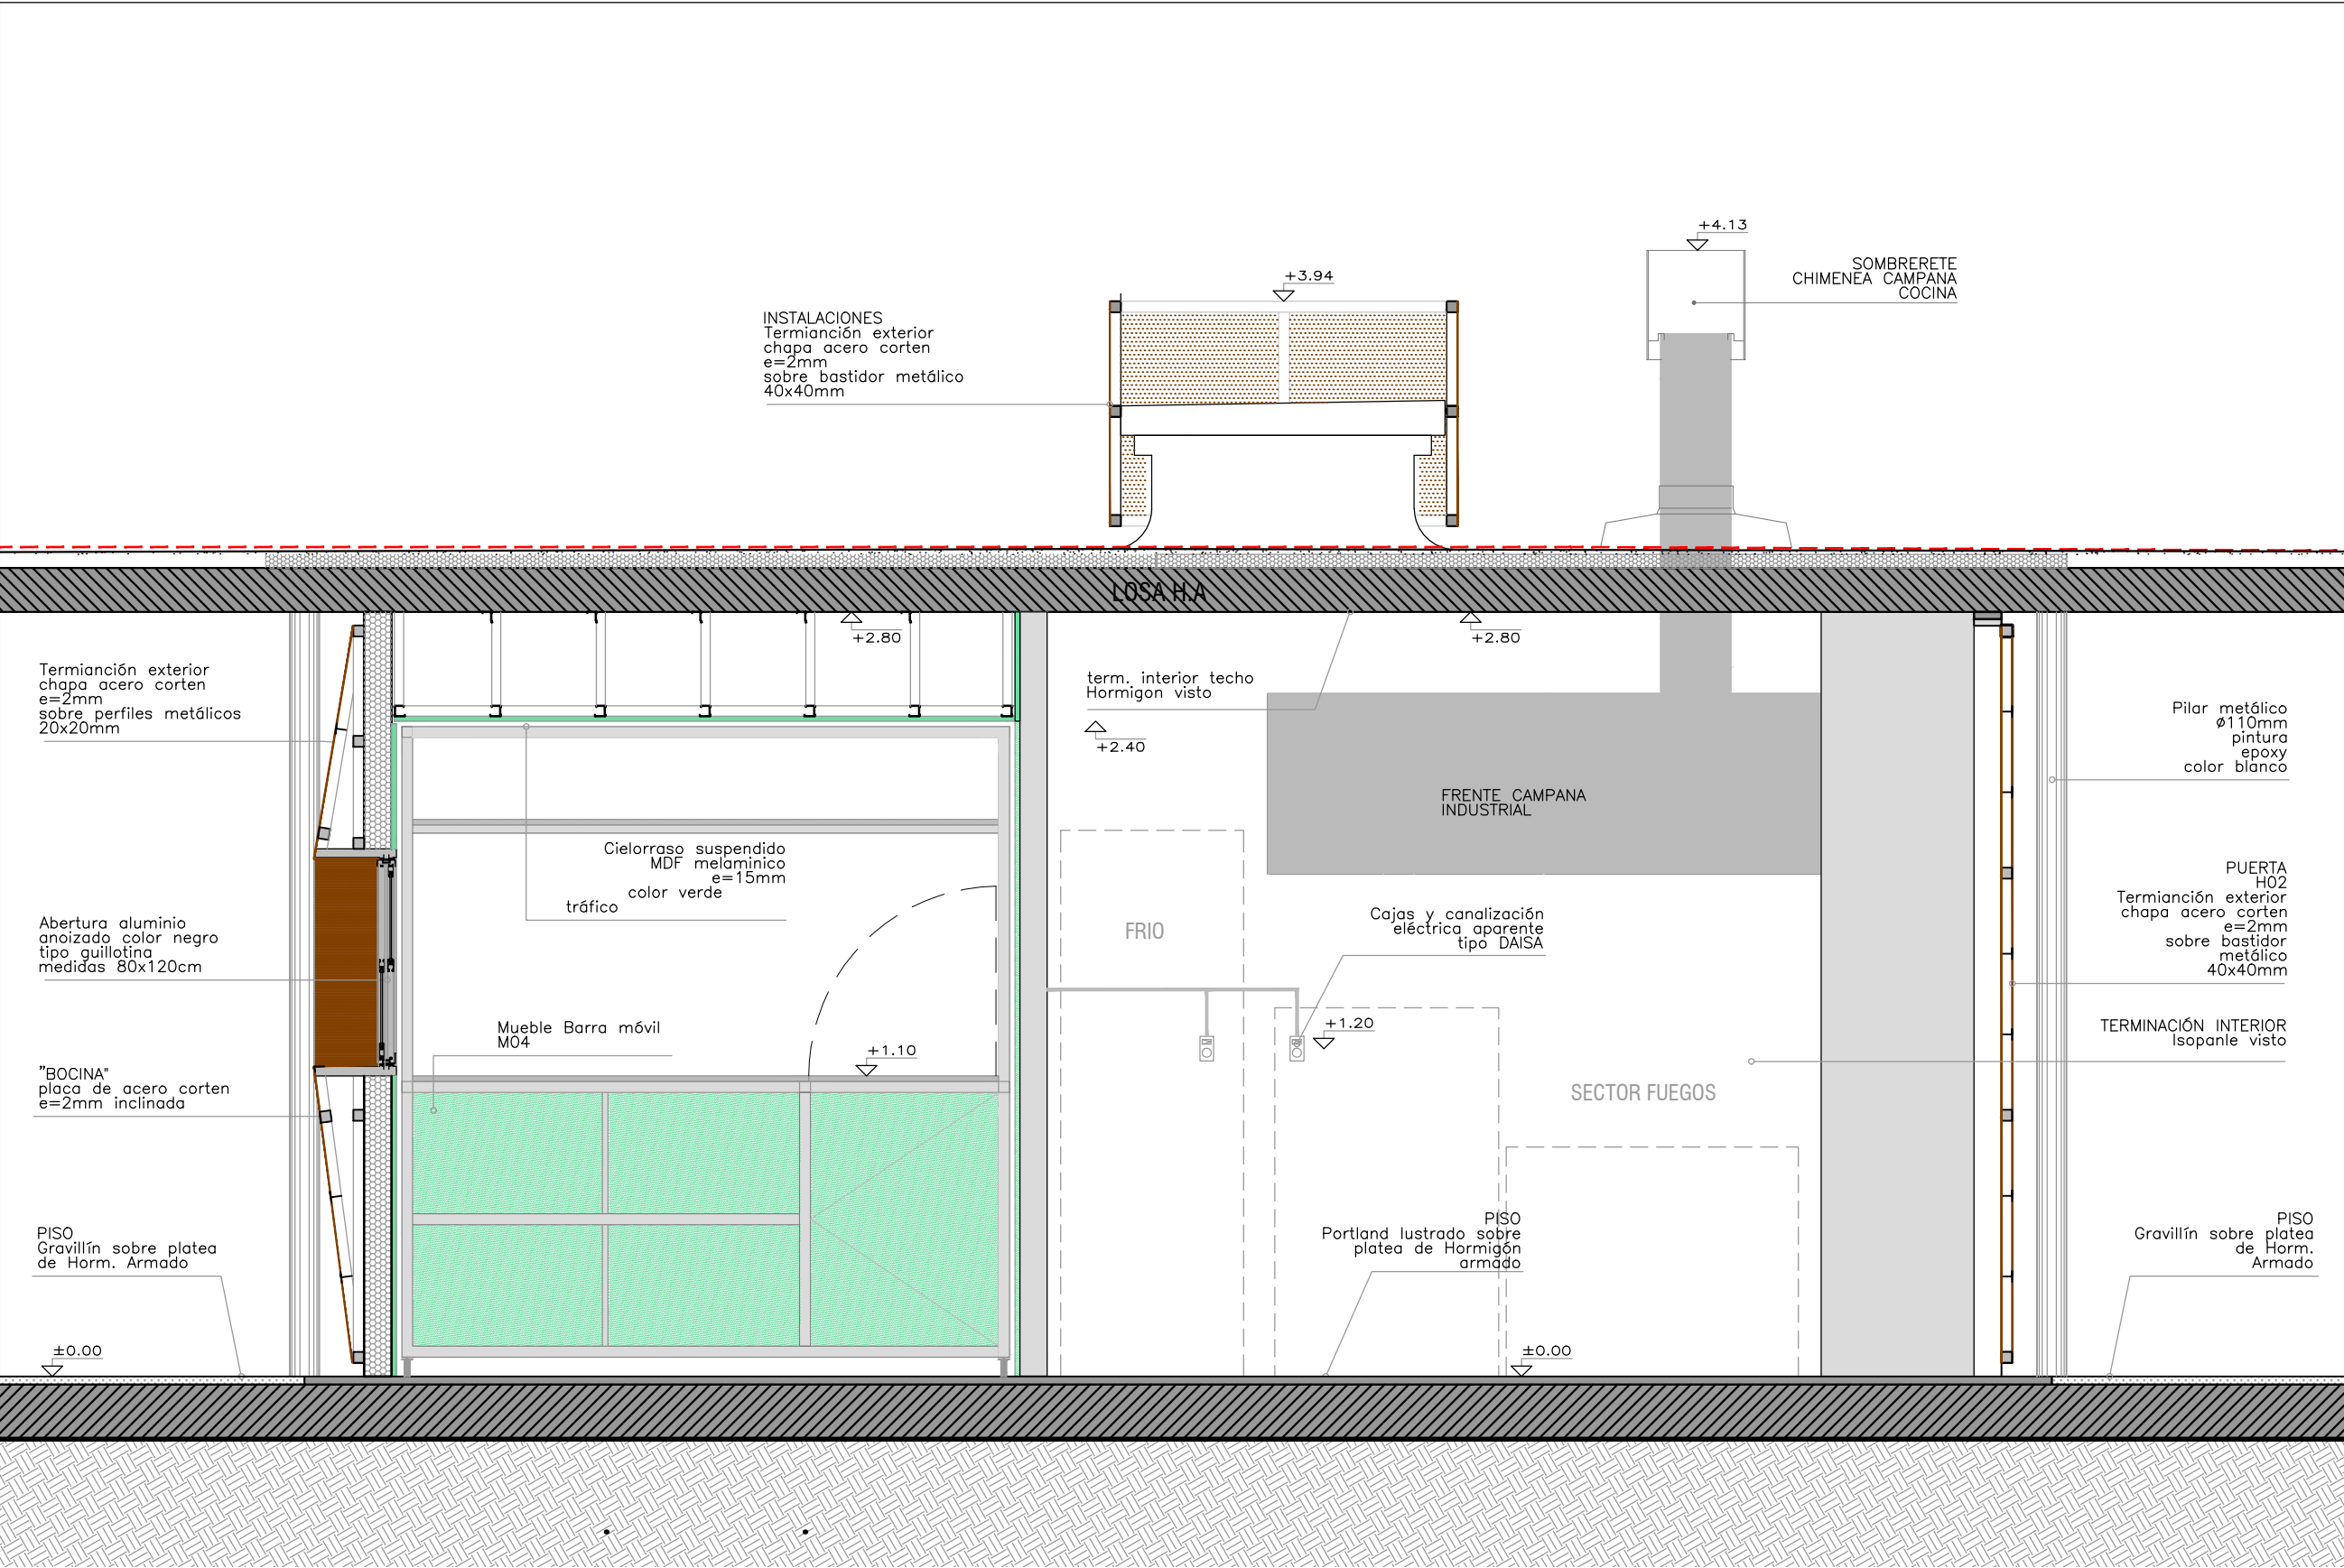 +4.13
SOMBRERETE
CHIMENEA CAMPANA
COCINA
+3.94
INSTALACIONES
Termianción exterior
chapa acero corten
e=2mm
sobre bastidor metálico
40x40mm
LOSA H.A
+2.80
+2.80
Termianción exterior
chapa acero corten
e=2mm
sobre perfiles metálicos
20x20mm
term. interior techo
Hormigon visto
+2.40
Pilar metálico
ø110mm
pintura
epoxy
color blanco
FRENTE CAMPANA
INDUSTRIAL
Cielorraso suspendido
MDF melaminico
e=15mm
color verde
tráfico
PUERTA
H02
Termianción exterior
chapa acero corten
e=2mm
sobre bastidor
metálico
40x40mm
Abertura aluminio
anoizado color negro
tipo guillotina
medidas 80x120cm
FRIO
Cajas y canalización
eléctrica aparente
tipo DAISA
Mueble Barra móvil
M04
+1.10
+1.20
TERMINACIÓN INTERIOR
Isopanle visto
"BOCINA"
placa de acero corten
e=2mm inclinada
SECTOR FUEGOS
PISO
Gravillín sobre platea
de Horm. Armado
PISO
Portland lustrado sobre
platea de Hormigón
armado
PISO
Gravillín sobre platea
de Horm.
Armado
±0.00
±0.00